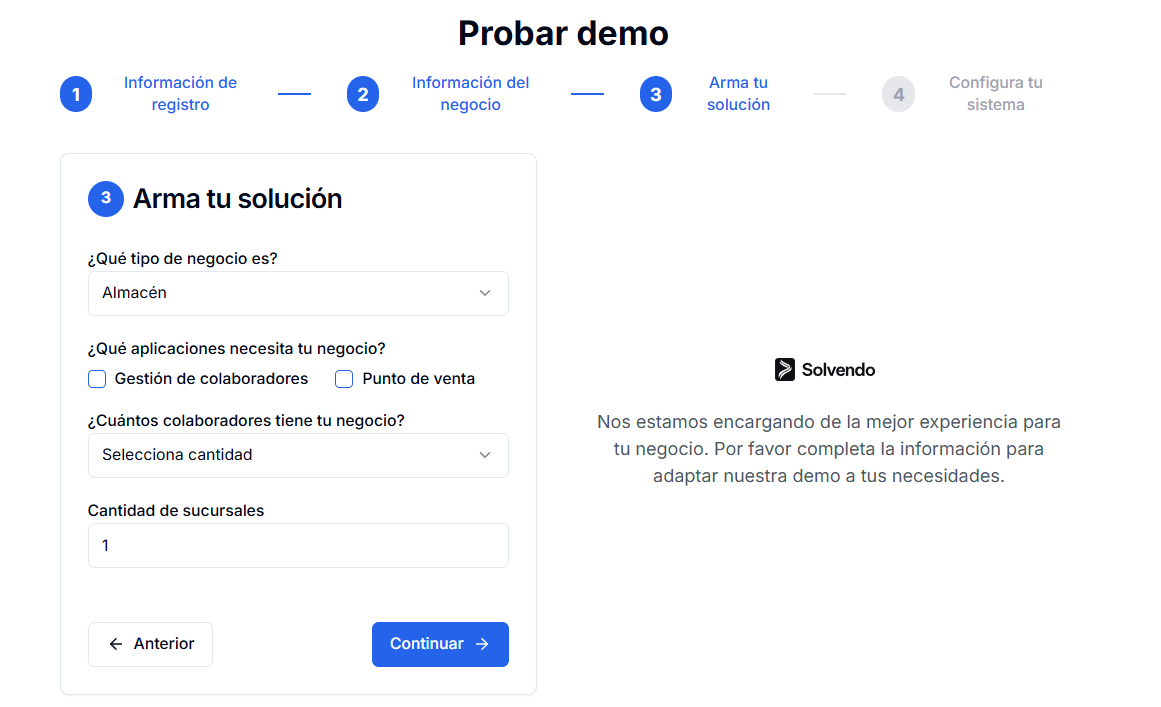 Probar demo
1
Información de
registro
2
Información del
negocio
3
Arma tu
solución
4
Configura tu
sistema
3
Arma tu solución
¿Qué tipo de negocio es?
Almacén
¿Qué aplicaciones necesita tu negocio?
Gestión de colaboradores
Punto de venta
¿Cuántos colaboradores tiene tu negocio?
Selecciona cantidad
Cantidad de sucursales
1
Anterior
Continuar
Solvendo
Nos estamos encargando de la mejor experiencia para
tu negocio. Por favor completa la información para
adaptar nuestra demo a tus necesidades.